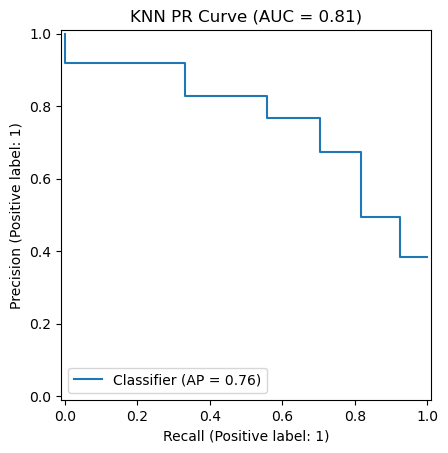 KNN PR Curve (AUC = 0.81)
1.0
0.8
0.6
0.4
0.2
0.0
Precision (Positive label: 1)
Classifier (AP = 0.76)
0.0 0.2 0.4 0.6 0.8 1.0
Recall (Positive label: 1)